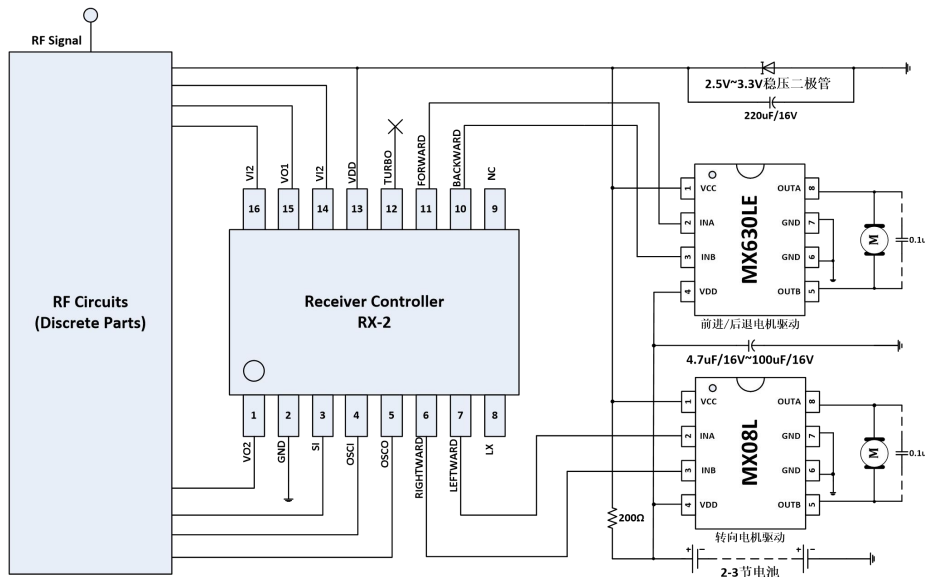 RF Signal
2.5V~3.3V稳压二极管
220uF/16V
VI2
VO1
VI2
VDD
TURBO
FORWARD
BACKWARD
NC
16
15
14
13
12
11
10
9
RF Circuits
(Discrete Parts)
Receiver Controller
RX-2
1
2
3
4
5
6
7
8
VO2
GND
SI
OSCI
OSCO
RIGHTWARD
LEFTWARD
LX
1 VCC
2 INA
3 INB
4 VDD
MX630LE
OUTA 8
GND 7
GND 6
OUTB 5
M
0.1u
前进/后退电机驱动
4.7uF/16V~100uF/16V
1 VCC
2 INA
3 INB
4 VDD
MX08L
OUTA 8
GND 7
GND 6
OUTB 5
M
0.1u
200Ω
转向电机驱动
+ - + -
2-3节电池